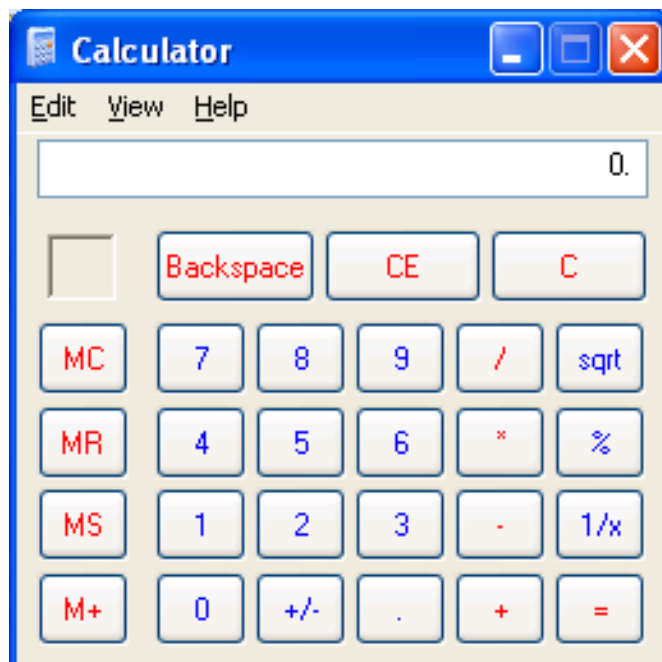 Calculator
Edit View Help
0.
Backspace CE C
MC 7 8 9 / sqrt
MR 4 5 6 * %
MS 1 2 3 - 1/x
M+ 0 +/- . + =